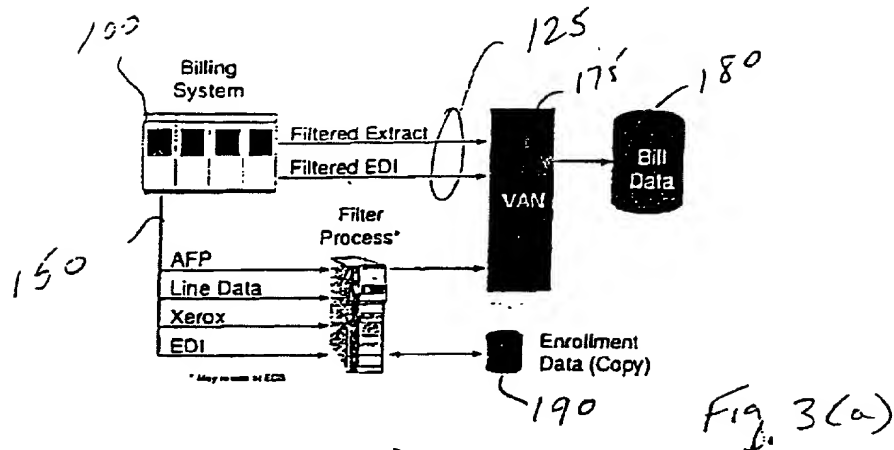 100
125
175
180
Billing
System
Filtered Extract
Filtered EDI
VAN
Bill
Data
Filter
Process*
150
AFP
Line Data
Xerox
EDI
Enrollment
Data (Copy)
* May
190
Fig. 3(a)